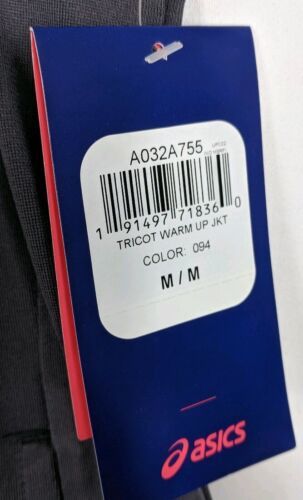 A032A755
1 91497 71836 0
TRICOT WARM UP JKT
COLOR: 094
M / M
asics